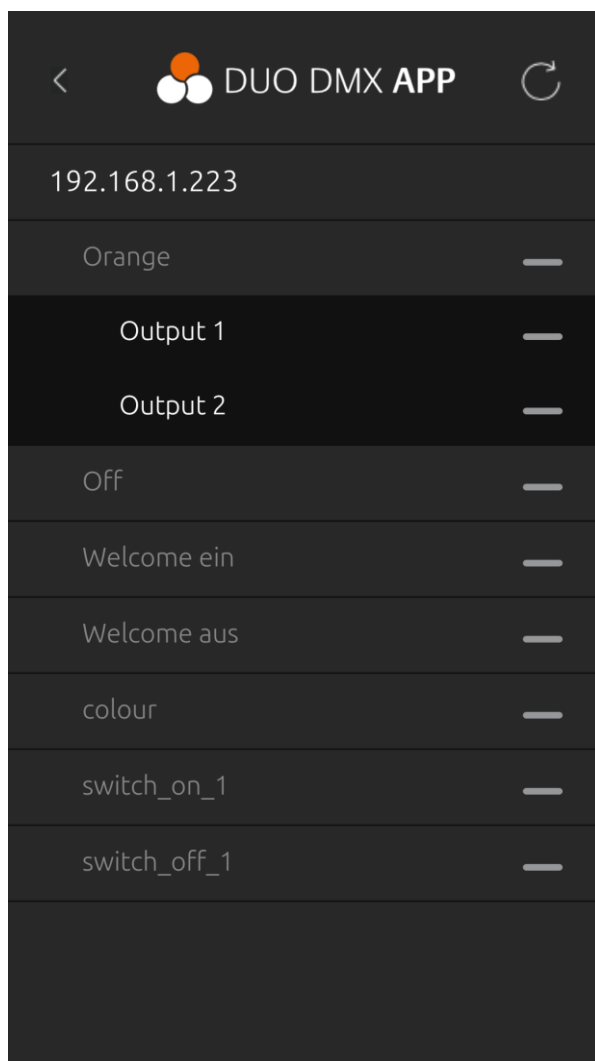 DUO DMX APP
192.168.1.223
Orange
Output 1
Output 2
Off
Welcome ein
Welcome aus
colour
switch_on_1
switch_off_1